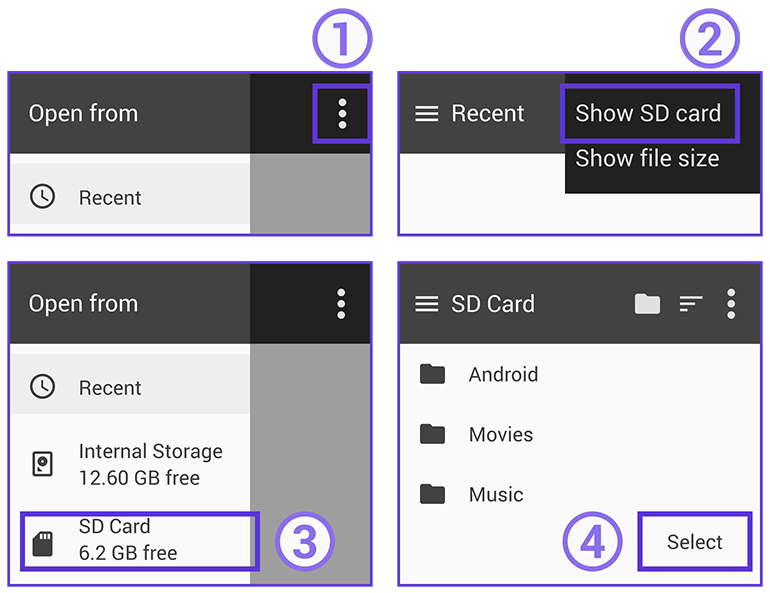 1
Open from
Recent
2
Recent
Show SD card
Show file size
Open from
Recent
Internal Storage
12.60 GB free
SD Card
6.2 GB free
3
SD Card
Android
Movies
Music
4
Select